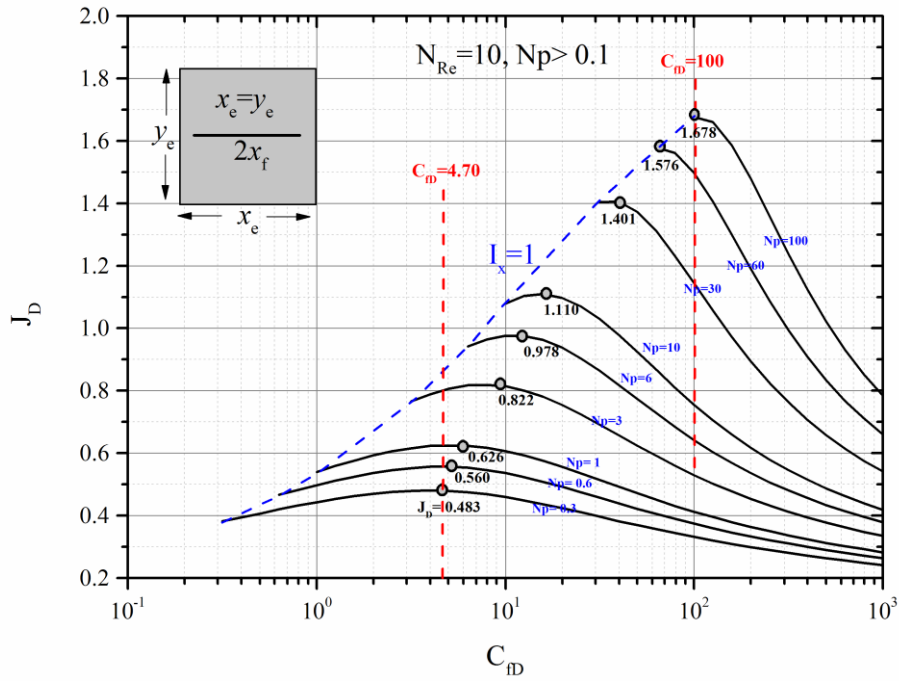 2.0
1.8
1.6
1.4
1.2
1.0
0.8
0.6
0.4
0.2
J_D
N_Re=10, Np> 0.1
C_fD=100
x_e=y_e
y_e
2x_f
x_e
C_fD=4.70
I_x=1
1.678
1.576
1.401
1.110
0.978
0.822
0.626
0.560
J_D=0.483
Np=100
Np=60
Np=30
Np=10
Np=6
Np=3
Np= 1
Np= 0.6
Np= 0.3
10^-1
10^0
10^1
10^2
10^3
C_fD